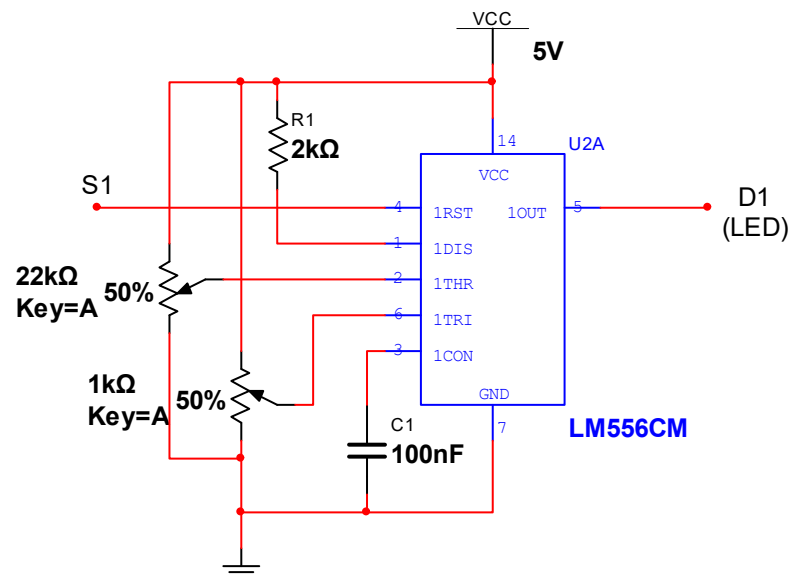 VCC
5V
R1
2kΩ
14
U2A
VCC
S1
4
1RST
1OUT
5
D1
(LED)
1
1DIS
22kΩ
Key=A
50%
2
1THR
6
1TRI
3
1CON
1kΩ
Key=A
50%
GND
7
LM556CM
C1
100nF